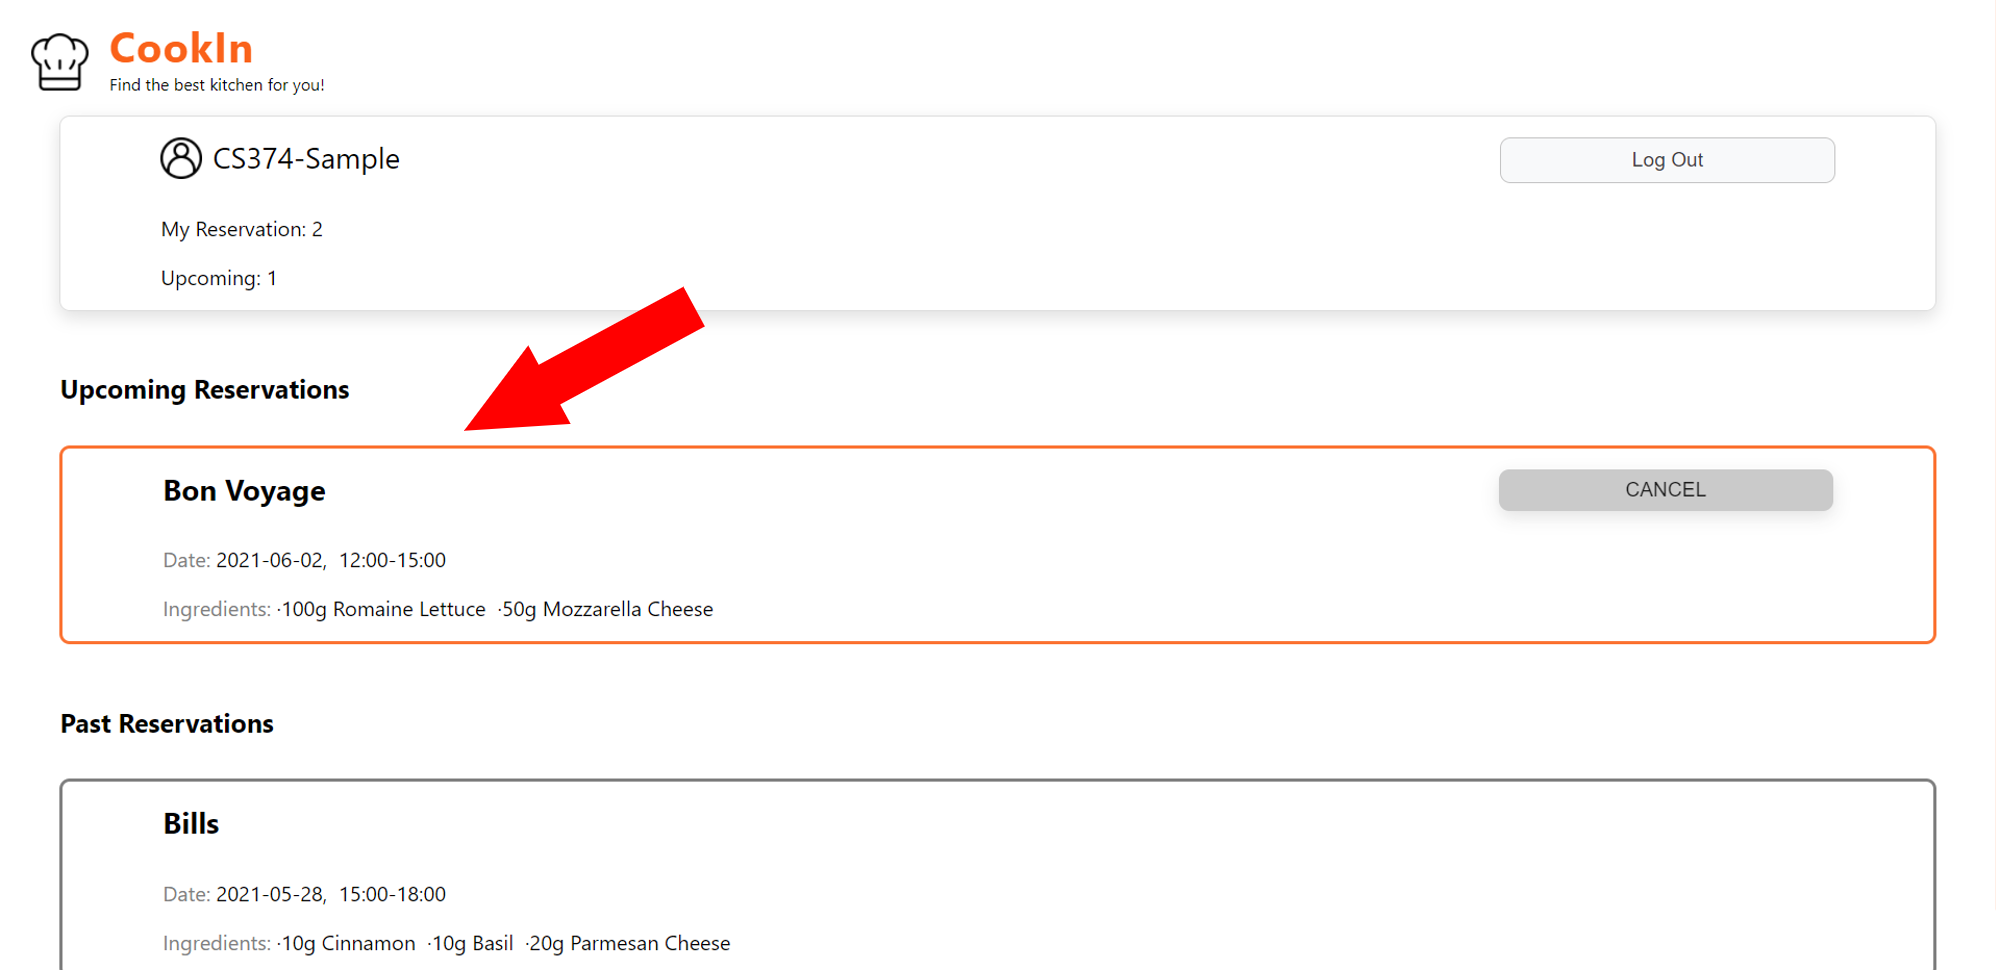 CookIn
Find the best kitchen for you!
CS374-Sample
Log Out
My Reservation: 2
Upcoming: 1
Upcoming Reservations
Bon Voyage
CANCEL
Date: 2021-06-02, 12:00-15:00
Ingredients: ·100g Romaine Lettuce ·50g Mozzarella Cheese
Past Reservations
Bills
Date: 2021-05-28, 15:00-18:00
Ingredients: ·10g Cinnamon ·10g Basil ·20g Parmesan Cheese